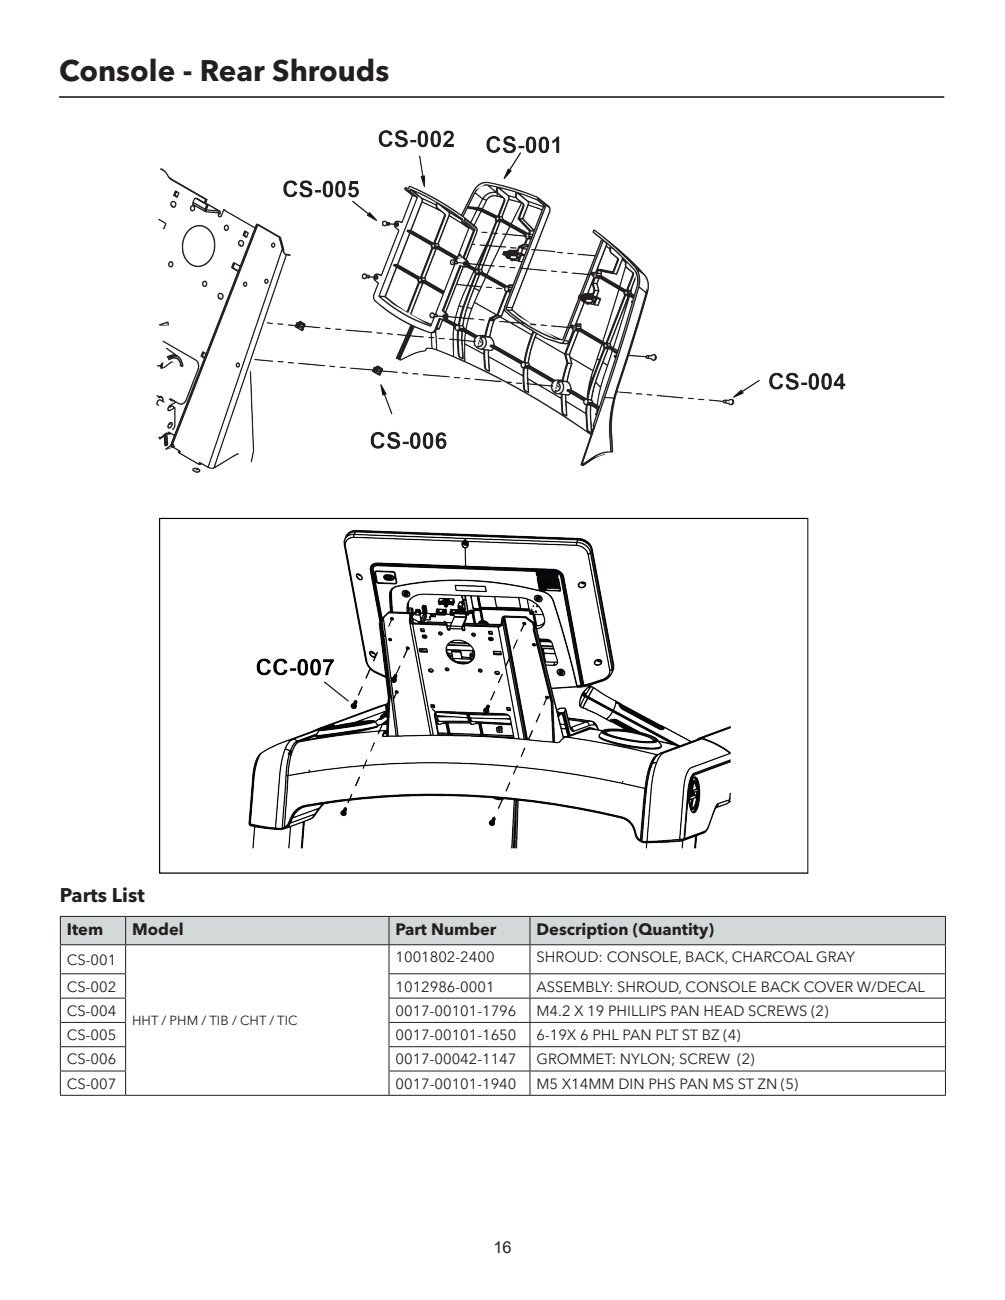 Console - Rear Shrouds
CS-002
CS-001
CS-005
CS-004
CS-006
CC-007
Parts List
Item Model Part Number Description (Quantity)
CS-001 1001802-2400 SHROUD: CONSOLE, BACK, CHARCOAL GRAY
CS-002 1012986-0001 ASSEMBLY: SHROUD, CONSOLE BACK COVER W/DECAL
CS-004 0017-00101-1796 M4.2 X 19 PHILLIPS PAN HEAD SCREWS (2)
HHT / PHM / TIB / CHT / TIC
CS-005 0017-00101-1650 6-19X 6 PHL PAN PLT ST BZ (4)
CS-006 0017-00042-1147 GROMMET: NYLON; SCREW (2)
CS-007 0017-00101-1940 M5 X14MM DIN PHS PAN MS ST ZN (5)
16